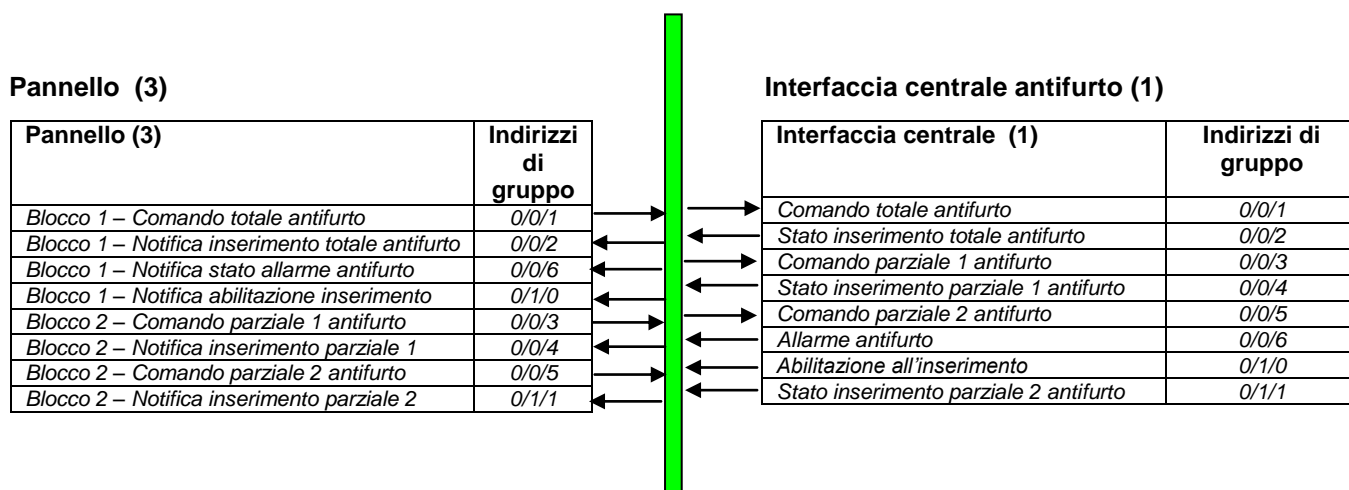 Pannello (3)
Pannello (3) Indirizzi
di
gruppo
Blocco 1 – Comando totale antifurto 0/0/1
Blocco 1 – Notifica inserimento totale antifurto 0/0/2
Blocco 1 – Notifica stato allarme antifurto 0/0/6
Blocco 1 – Notifica abilitazione inserimento 0/1/0
Blocco 2 – Comando parziale 1 antifurto 0/0/3
Blocco 2 – Notifica inserimento parziale 1 0/0/4
Blocco 2 – Comando parziale 2 antifurto 0/0/5
Blocco 2 – Notifica inserimento parziale 2 0/1/1
Interfaccia centrale antifurto (1)
Interfaccia centrale (1) Indirizzi di
gruppo
Comando totale antifurto 0/0/1
Stato inserimento totale antifurto 0/0/2
Comando parziale 1 antifurto 0/0/3
Stato inserimento parziale 1 antifurto 0/0/4
Comando parziale 2 antifurto 0/0/5
Allarme antifurto 0/0/6
Abilitazione all'inserimento 0/1/0
Stato inserimento parziale 2 antifurto 0/1/1